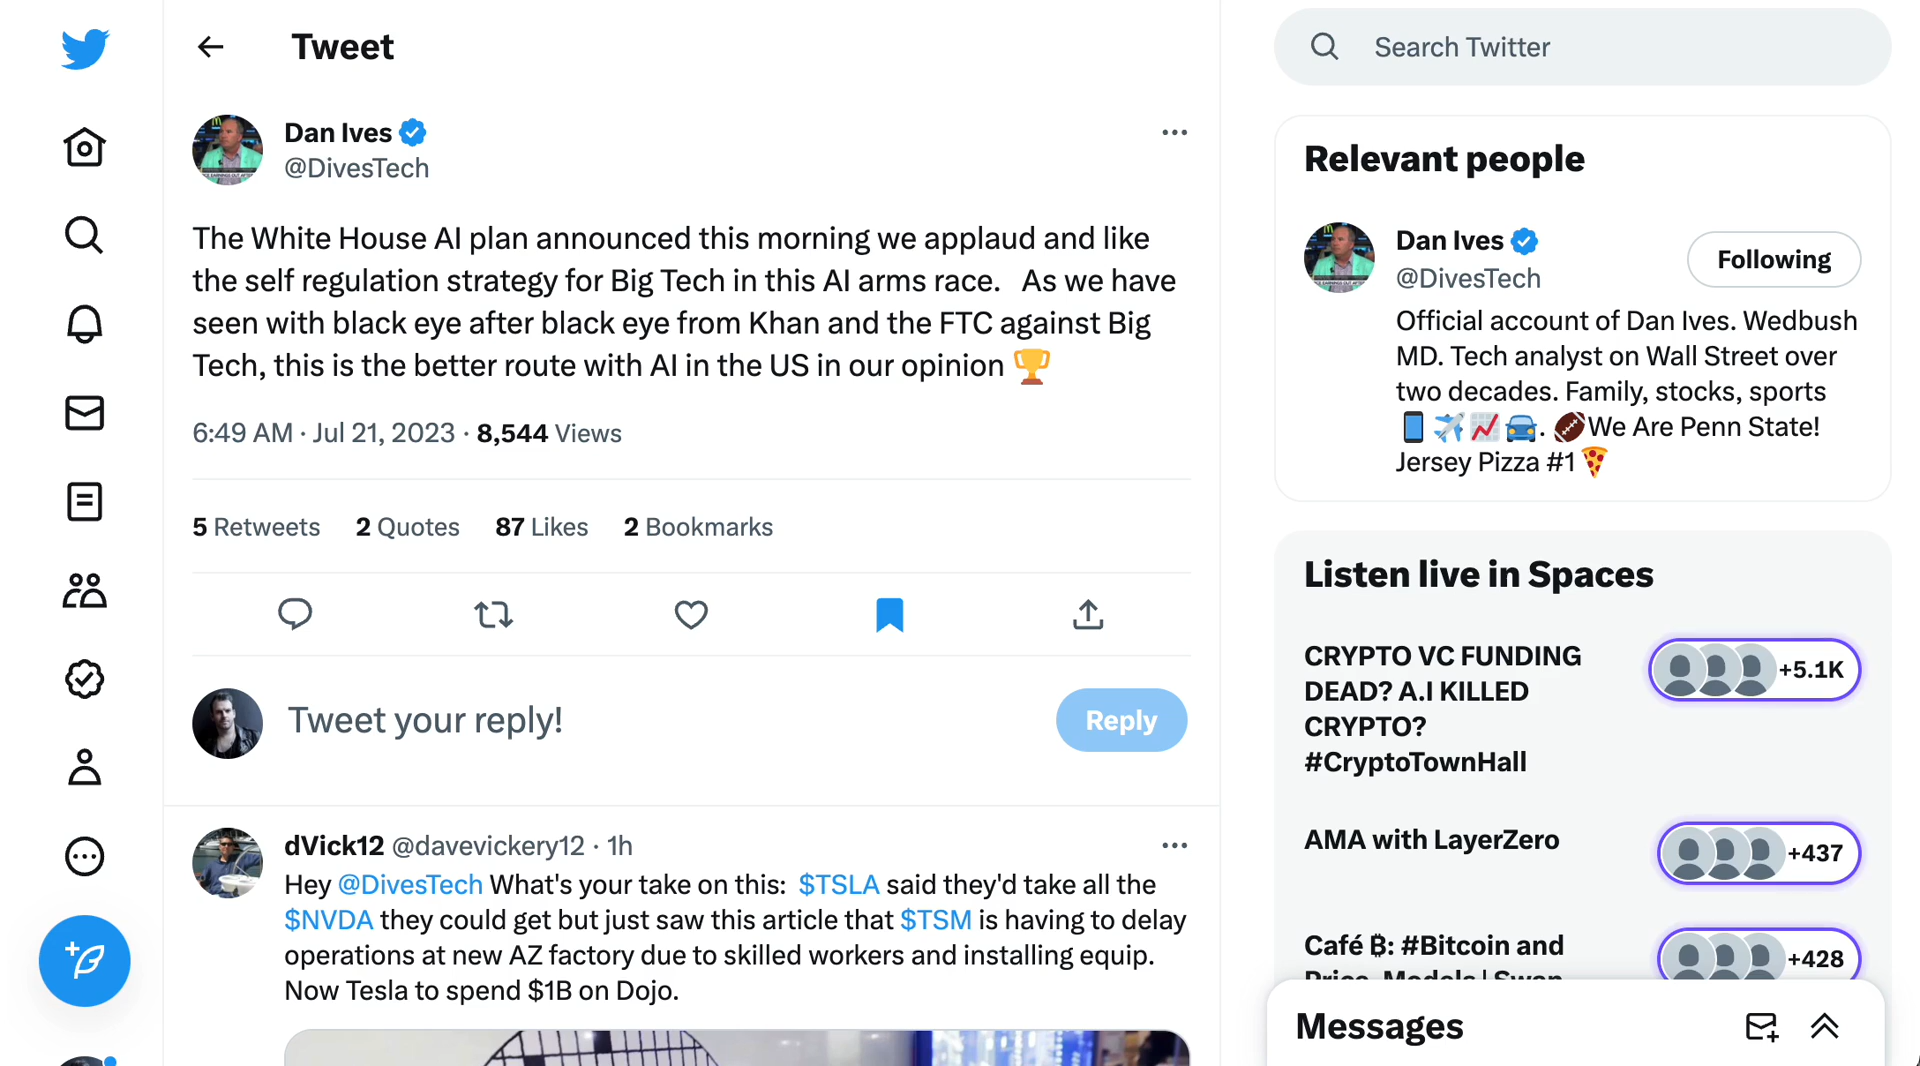 Tweet
Dan Ives
@DivesTech
The White House AI plan announced this morning we applaud and like
the self regulation strategy for Big Tech in this AI arms race.   As we have
seen with black eye after black eye from Khan and the FTC against Big
Tech, this is the better route with AI in the US in our opinion 🏆
6:49 AM · Jul 21, 2023 · 8,544 Views
5 Retweets 2 Quotes 87 Likes 2 Bookmarks
Tweet your reply!
Reply
dVick12 @davevickery12 · 1h
Hey @DivesTech What's your take on this:  $TSLA said they'd take all the
$NVDA they could get but just saw this article that $TSM is having to delay
operations at new AZ factory due to skilled workers and installing equip.
Now Tesla to spend $1B on Dojo.
Search Twitter
Relevant people
Dan Ives
@DivesTech
Following
Official account of Dan Ives. Wedbush
MD. Tech analyst on Wall Street over
two decades. Family, stocks, sports
📱✈️📈🚘. 🏈We Are Penn State!
Jersey Pizza #1🍕
Listen live in Spaces
CRYPTO VC FUNDING
DEAD? A.I KILLED
CRYPTO?
#CryptoTownHall
+5.1K
AMA with LayerZero
+437
Café ₿: #Bitcoin and
+428
Messages